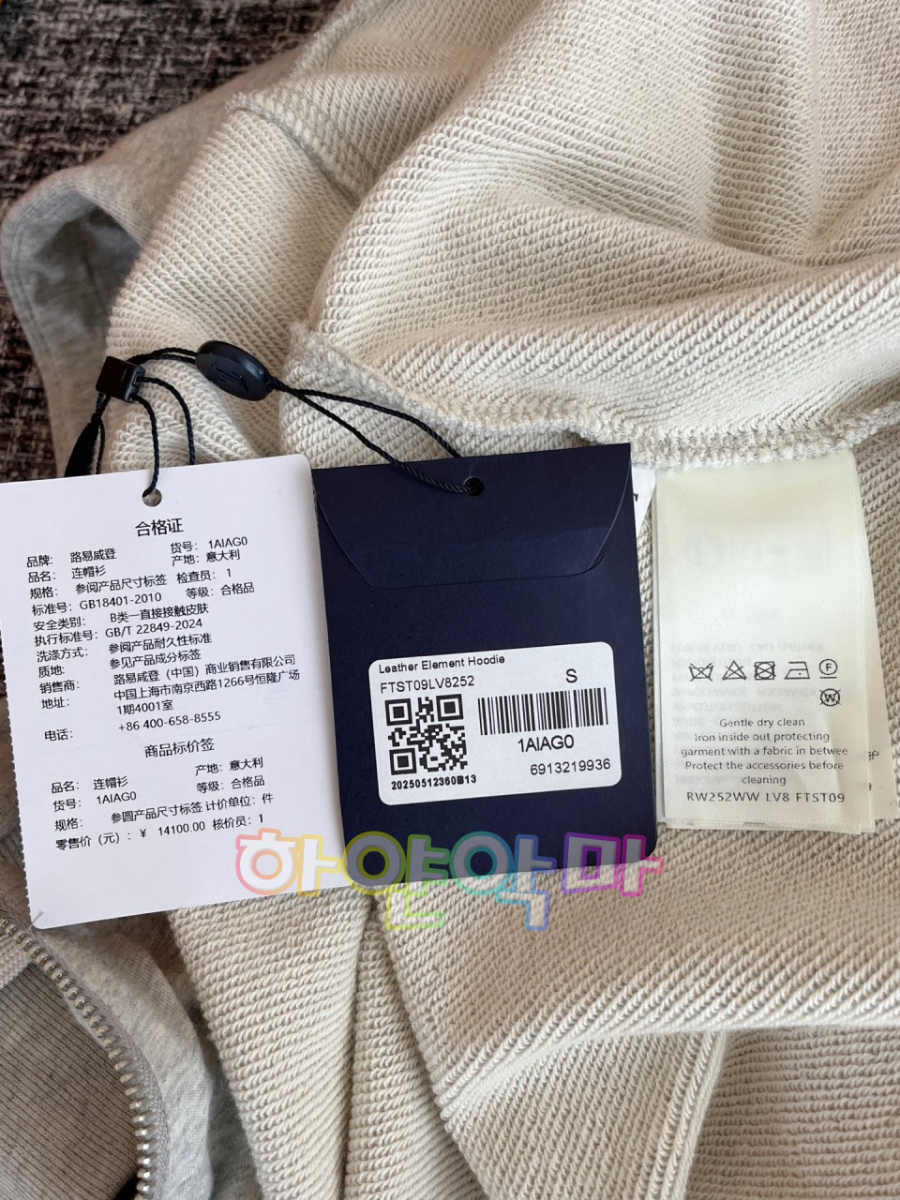 合格证
品牌: 路易威登 货号: 1AIAG0
品名: 连帽衫 产地: 意大利
规格: 参阅产品尺寸标签 检查员: 1
标准号: GB18401-2010 等级: 合格品
安全类别: B类一直接接触皮肤
执行标准号: GB/T 22849-2024
洗涤方式: 参阅产品耐久性标准
质地: 参见产品成分标签
销售商: 路易威登（中国）商业销售有限公司
地址: 中国上海市南京西路1266号恒隆广场
1期4001室
电话: +86 400-658-8555
商品标价签
品名: 连帽衫 产地: 意大利
货号: 1AIAG0 等级: 合格品
规格: 参圆产品尺寸标签 计价单位: 件
零售价（元）: ¥ 14100.00 核价员: 1
Leather Element Hoodie
FTST09LV8252 S
1AIAG0
20250512360B13 6913219936
Gentle dry clean
Iron inside out protecting
garment with a fabric in betwee
Protect the accessories before
cleaning
RW252WW LV8 FTST09
하얀악마